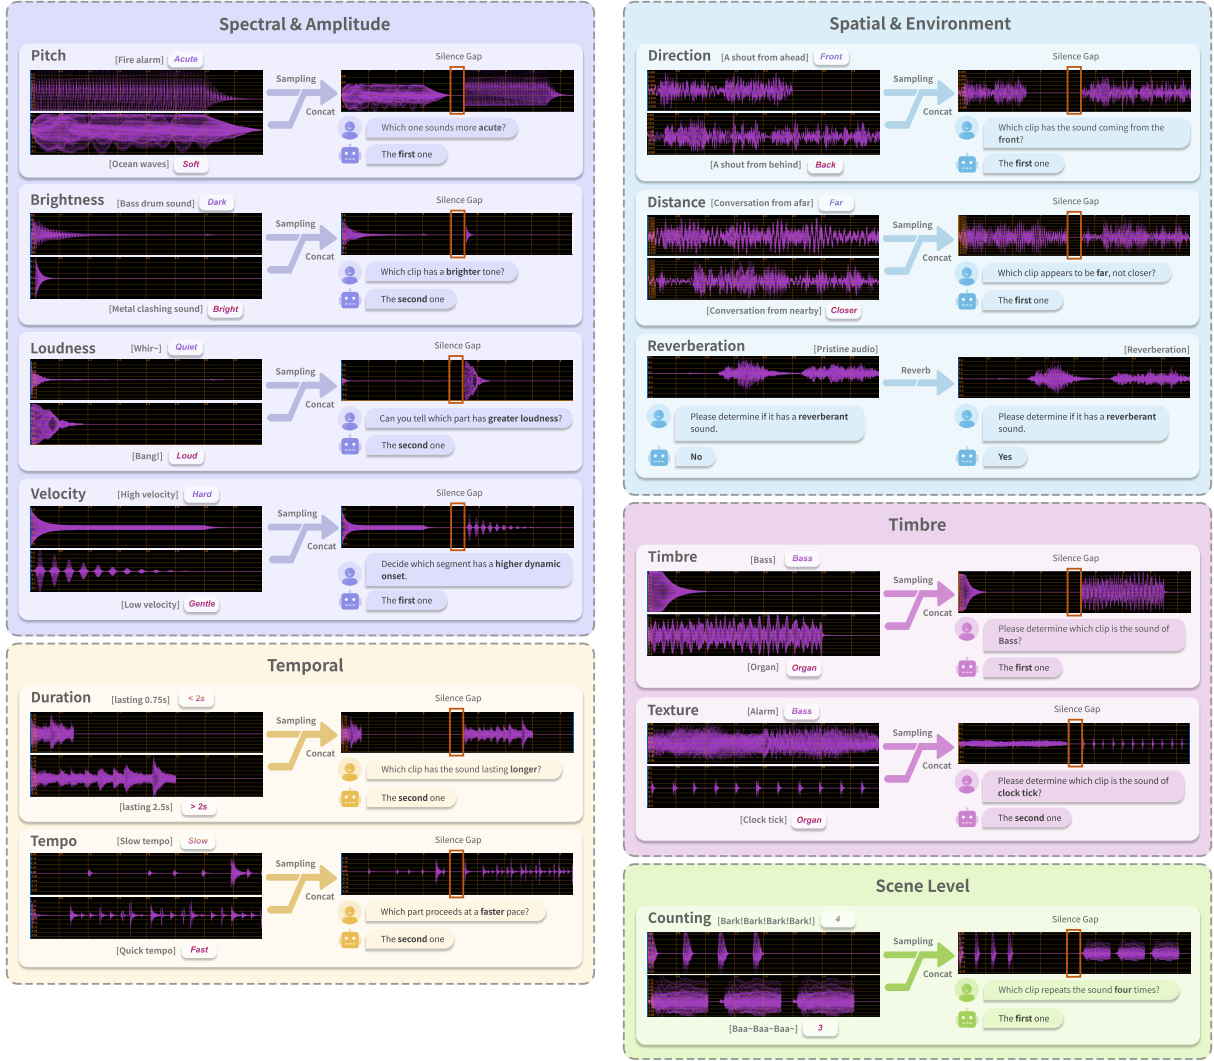 Spectral & Amplitude
Pitch
[Fire alarm]
Acute
Silence Gap
Sampling
Concat
Which one sounds more acute?
The first one
[Ocean waves]
Soft
Brightness
[Bass drum sound]
Dark
Silence Gap
Sampling
Concat
Which clip has a brighter tone?
The second one
[Metal clashing sound]
Bright
Loudness
[Whir~]
Quiet
Silence Gap
Sampling
Concat
Can you tell which part has greater loudness?
The second one
[Bang!]
Loud
Velocity
[High velocity]
Hard
Silence Gap
Sampling
Concat
Decide which segment has a higher dynamic
onset.
The first one
[Low velocity]
Gentle
Temporal
Duration
[lasting 0.75s]
< 2s
Silence Gap
Sampling
Concat
Which clip has the sound lasting longer?
The second one
[lasting 2.5s]
> 2s
Tempo
[Slow tempo]
Slow
Silence Gap
Sampling
Concat
Which part proceeds at a faster pace?
The second one
[Quick tempo]
Fast
Spatial & Environment
Direction
[A shout from ahead]
Front
Silence Gap
Sampling
Concat
Which clip has the sound coming from the
front?
The first one
[A shout from behind]
Back
Distance
[Conversation from afar]
Far
Silence Gap
Sampling
Concat
Which clip appears to be far, not closer?
The first one
[Conversation from nearby]
Closer
Reverberation
[Pristine audio]
[Reverberation]
Reverb
Please determine if it has a reverberant
sound.
No
Please determine if it has a reverberant
sound.
Yes
Timbre
Timbre
[Bass]
Bass
Silence Gap
Sampling
Concat
Please determine which clip is the sound of
Bass?
The first one
[Organ]
Organ
Texture
[Alarm]
Bass
Silence Gap
Sampling
Concat
Please determine which clip is the sound of
clock tick?
The second one
[Clock tick]
Organ
Scene Level
Counting
[Bark!Bark!Bark!Bark!]
4
Silence Gap
Sampling
Concat
Which clip repeats the sound four times?
The first one
[Baa~Baa~Baa~]
3